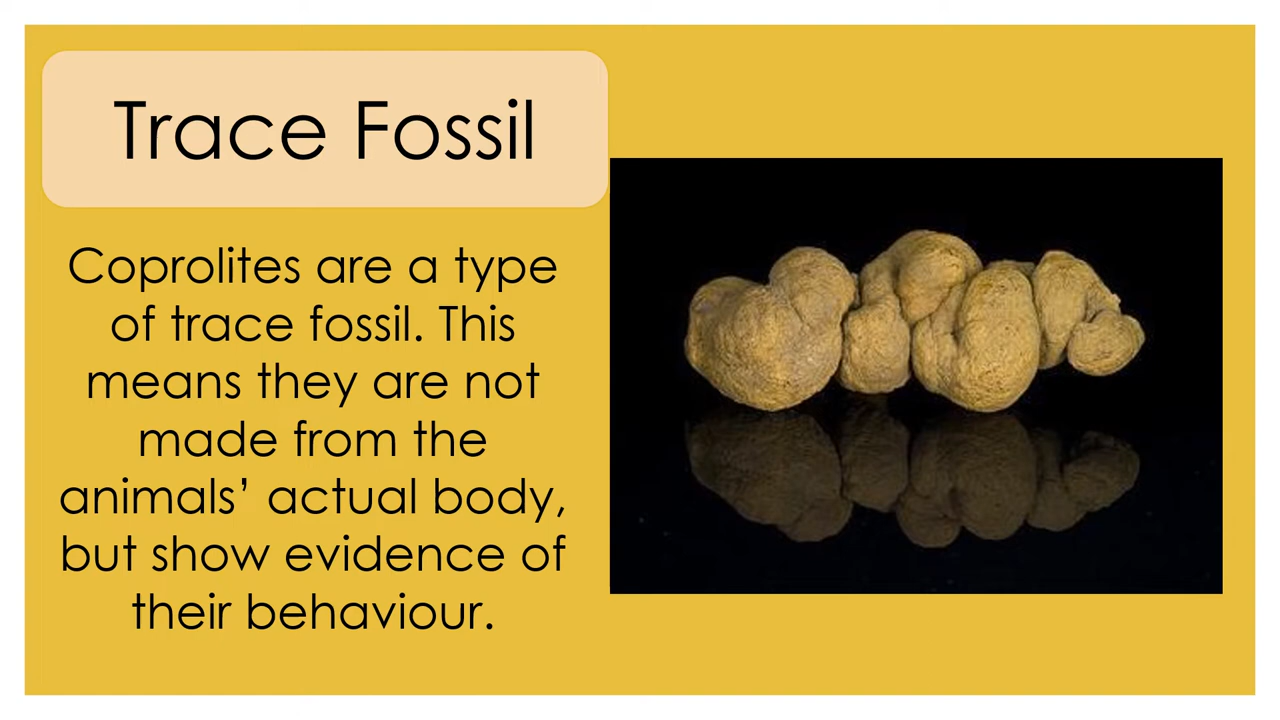 Trace Fossil
Coprolites are a type
of trace fossil. This
means they are not
made from the
animals’ actual body,
but show evidence of
their behaviour.